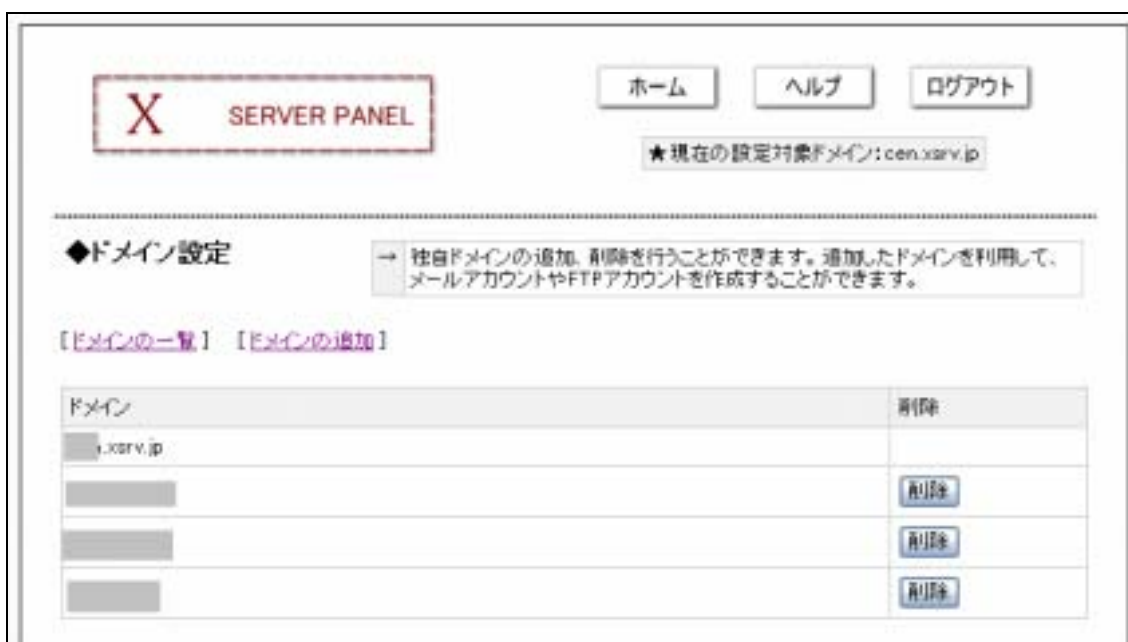 X SERVER PANEL
ホーム ヘルプ ログアウト
★現在の設定対象ドメイン:cen.xsrv.jp
◆ドメイン設定
→ 独自ドメインの追加、削除を行うことができます。追加したドメインを利用して、
メールアカウントやFTPアカウントを作成することができます。
[ドメインの一覧] [ドメインの追加]
ドメイン 削除
.xsrv.jp
削除
削除
削除